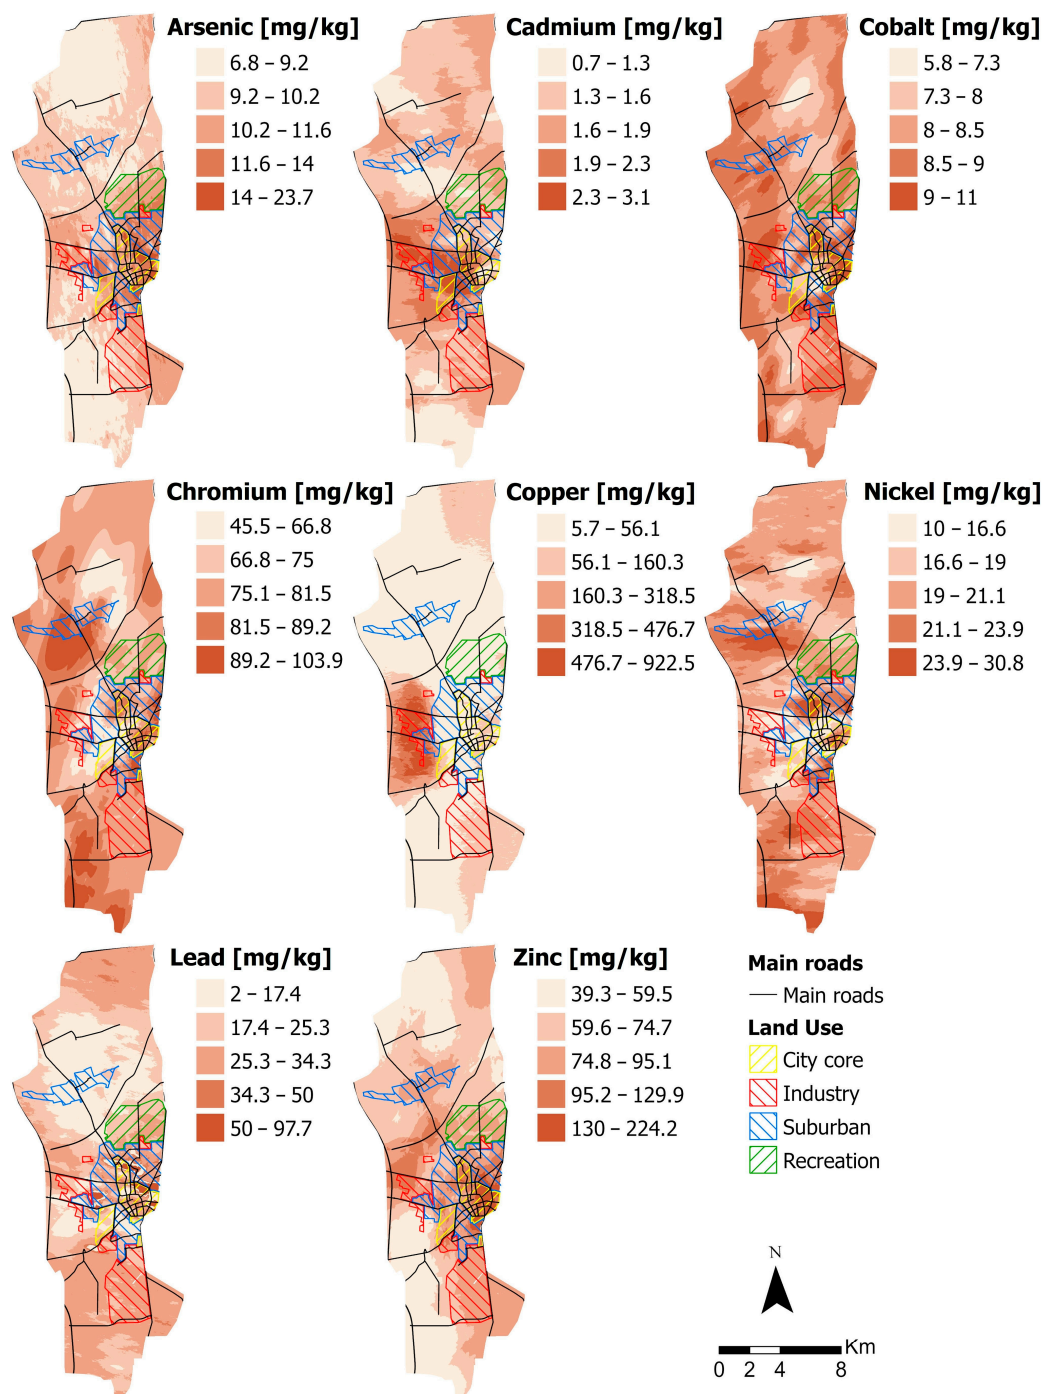 Arsenic [mg/kg]
6.8 – 9.2
9.2 – 10.2
10.2 – 11.6
11.6 – 14
14 – 23.7
Cadmium [mg/kg]
0.7 – 1.3
1.3 – 1.6
1.6 – 1.9
1.9 – 2.3
2.3 – 3.1
Cobalt [mg/kg]
5.8 – 7.3
7.3 – 8
8 – 8.5
8.5 – 9
9 – 11
Chromium [mg/kg]
45.5 – 66.8
66.8 – 75
75.1 – 81.5
81.5 – 89.2
89.2 – 103.9
Copper [mg/kg]
5.7 – 56.1
56.1 – 160.3
160.3 – 318.5
318.5 – 476.7
476.7 – 922.5
Nickel [mg/kg]
10 – 16.6
16.6 – 19
19 – 21.1
21.1 – 23.9
23.9 – 30.8
Lead [mg/kg]
2 – 17.4
17.4 – 25.3
25.3 – 34.3
34.3 – 50
50 – 97.7
Zinc [mg/kg]
39.3 – 59.5
59.6 – 74.7
74.8 – 95.1
95.2 – 129.9
130 – 224.2
Main roads
Main roads
Land Use
City core
Industry
Suburban
Recreation
N
Km
0 2 4 8